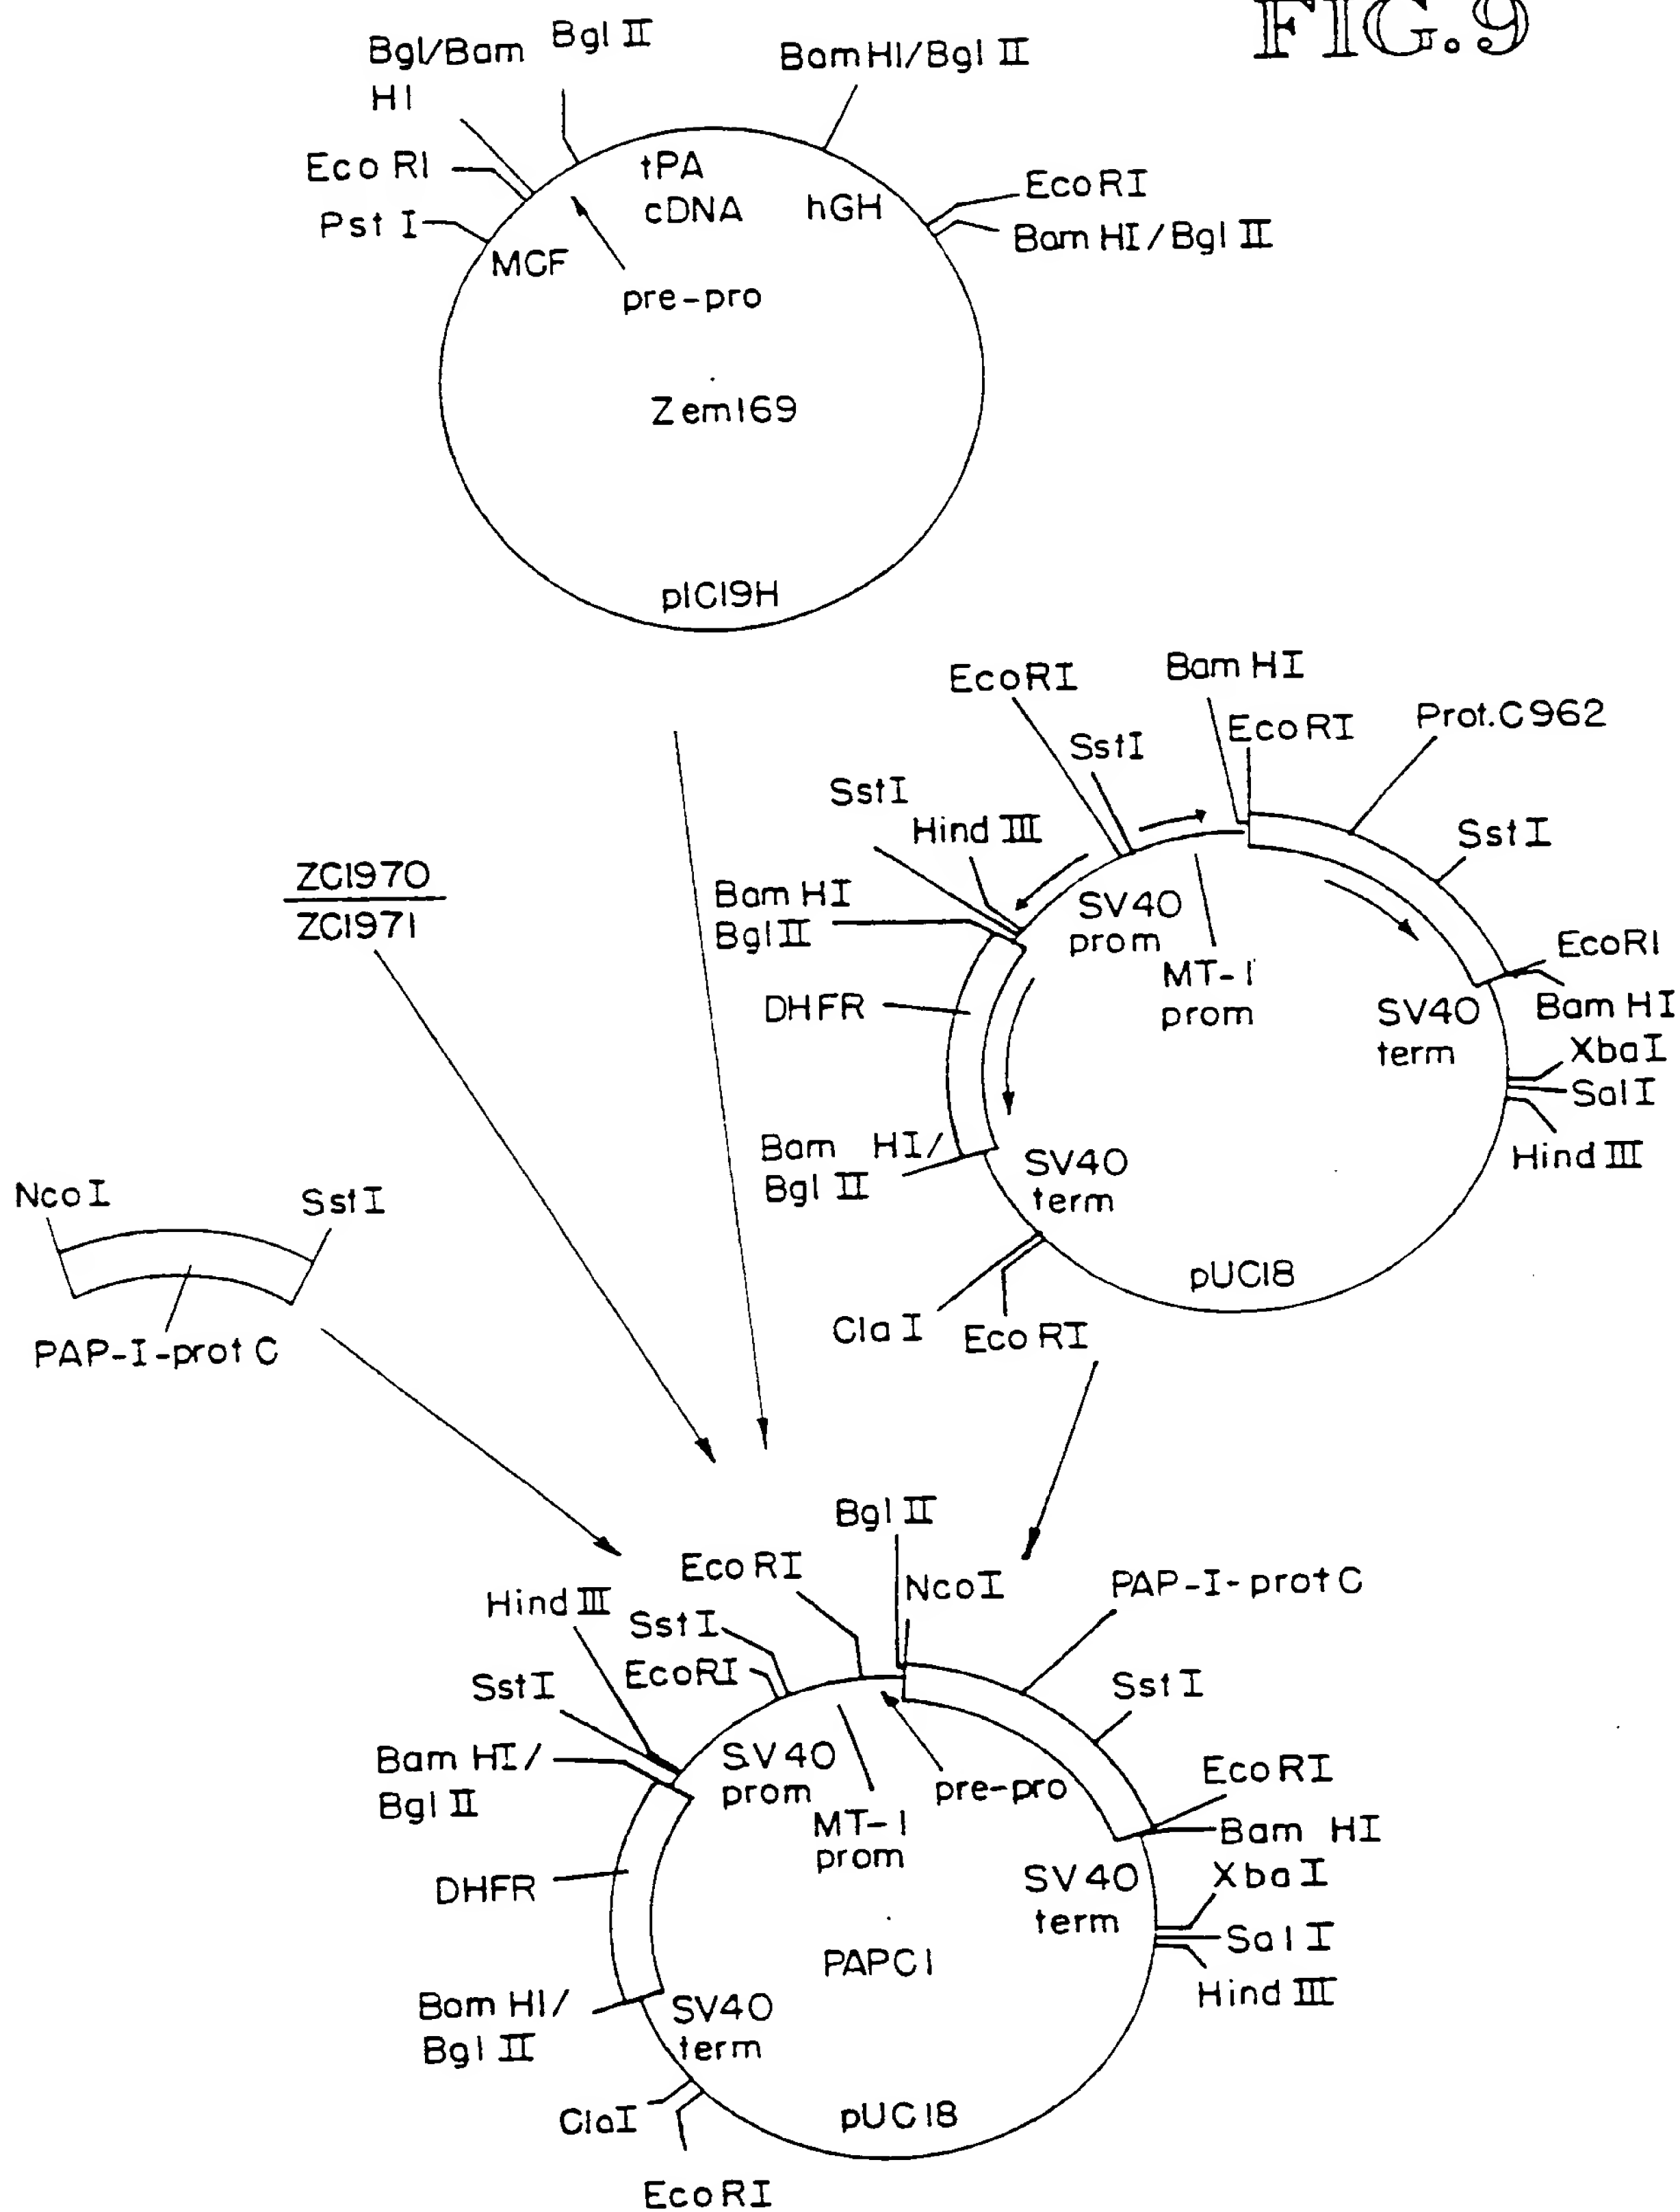 FIG. 9
Bgl/Bam
HI
Bgl II
BamHI/Bgl II
Eco RI
Pst I
MCF
tPA
cDNA
hGH
EcoRI
Bam HI/Bgl II
pre-pro
Zem169
pIC19H
EcoRI
Bam HI
EcoRI
Prot.C962
SstI
SstI
Hind III
SstI
Bam HI
Bgl II
SV40
prom
MT-1
prom
EcoRI
Bam HI
SV40
term
XbaI
SalI
Hind III
DHFR
Bam HI/
Bgl II
SV40
term
pUC18
Cla I
Eco RI
ZC1970
ZC1971
NcoI
SstI
PAP-I-prot C
Bgl II
NcoI
PAP-I-prot C
Eco RI
Hind III
SstI
EcoRI
SstI
SstI
Bam HI/
Bgl II
SV40
prom
MT-1
prom
pre-pro
EcoRI
Bam HI
XbaI
SV40
term
Sal I
Hind III
DHFR
PAPC1
Bam HI/
Bgl II
SV40
term
ClaI
EcoRI
pUC18